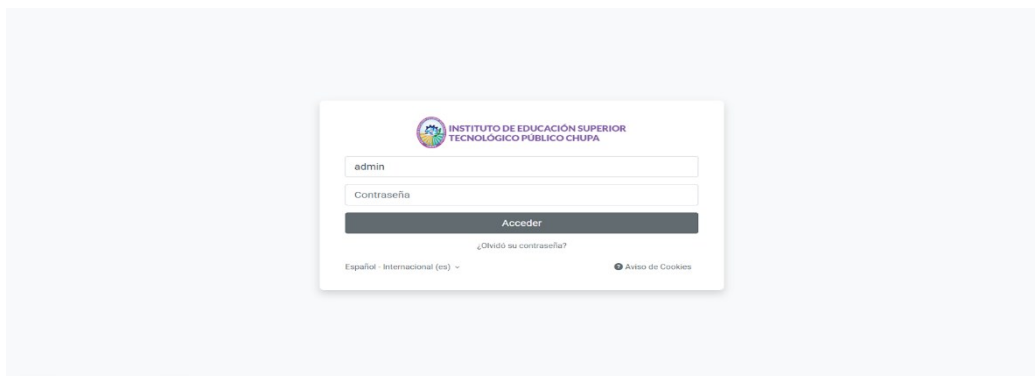 INSTITUTO DE EDUCACIÓN SUPERIOR
TECNOLÓGICO PÚBLICO CHUPA
admin
Contraseña
Acceder
¿Olvidó su contraseña?
Español - Internacional (es)
Aviso de Cookies